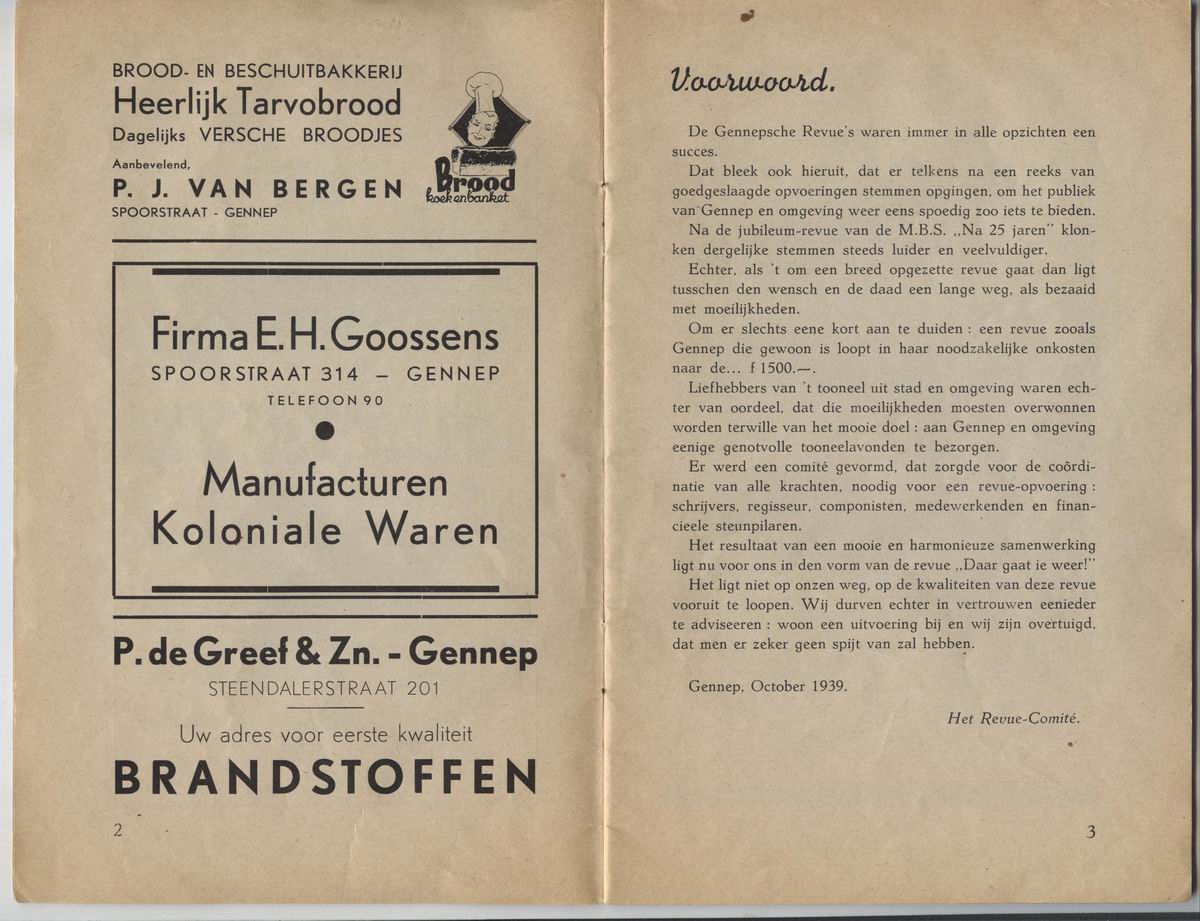 BROOD- EN BESCHUITBAKKERIJ
Heerlijk Tarvobrood
Dagelijks VERSCHE BROODJES
Aanbevelend,
P. J. VAN BERGEN
SPOORSTRAAT - GENNEP
Brood
koek en banket
Firma E. H. Goossens
SPOORSTRAAT 314 – GENNEP
TELEFOON 90
Manufacturen
Koloniale Waren
P. de Greef & Zn. - Gennep
STEENDALERSTRAAT 201
Uw adres voor eerste kwaliteit
BRANDSTOFFEN
2
Voorwoord.
De Gennepsche Revue's waren immer in alle opzichten een
succes.
Dat bleek ook hieruit, dat er telkens na een reeks van
goedgeslaagde opvoeringen stemmen opgingen, om het publiek
van Gennep en omgeving weer eens spoedig zoo iets te bieden.
Na de jubileum-revue van de M.B.S. „Na 25 jaren" klon-
ken dergelijke stemmen steeds luider en veelvuldiger.
Echter, als 't om een breed opgezette revue gaat dan ligt
tusschen den wensch en de daad een lange weg, als bezaaid
met moeilijkheden.
Om er slechts eene kort aan te duiden : een revue zooals
Gennep die gewoon is loopt in haar noodzakelijke onkosten
naar de... f 1500.—.
Liefhebbers van 't tooneel uit stad en omgeving waren ech-
ter van oordeel, dat die moeilijkheden moesten overwonnen
worden terwille van het mooie doel : aan Gennep en omgeving
eenige genotvolle tooneelavonden te bezorgen.
Er werd een comité gevormd, dat zorgde voor de coôrdi-
natie van alle krachten, noodig voor een revue-opvoering :
schrijvers, regisseur, componisten, medewerkenden en finan-
cieele steunpilaren.
Het resultaat van een mooie en harmonieuze samenwerking
ligt nu voor ons in den vorm van de revue „Daar gaat ie weer!"
Het ligt niet op onzen weg, op de kwaliteiten van deze revue
vooruit te loopen. Wij durven echter in vertrouwen eenieder
te adviseeren : woon een uitvoering bij en wij zijn overtuigd,
dat men er zeker geen spijt van zal hebben.
Gennep, October 1939.
Het Revue-Comité.
3